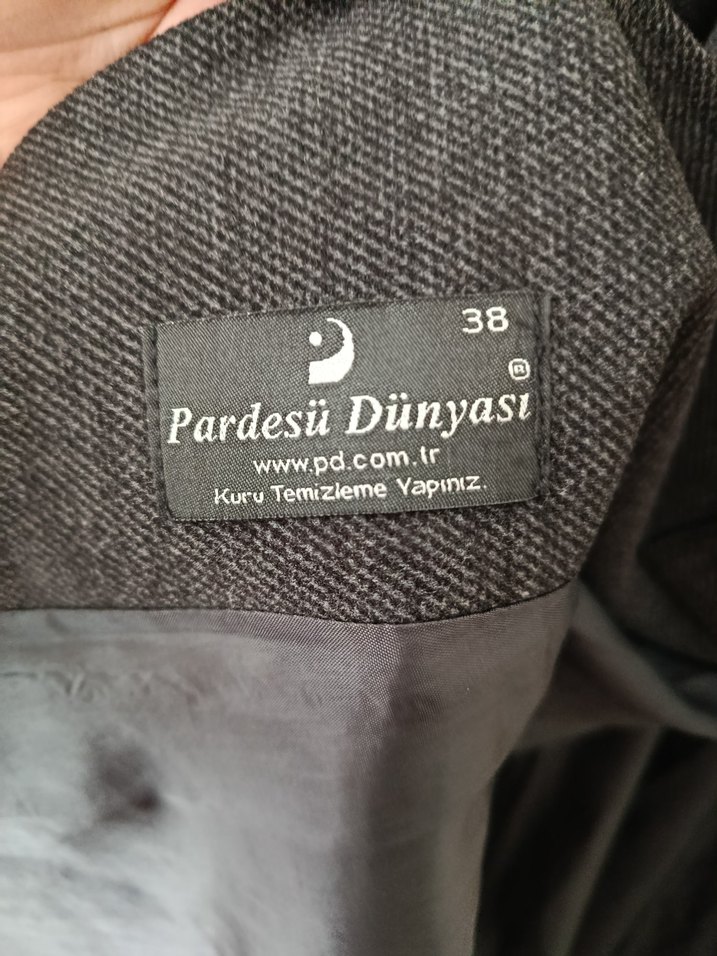 38
®
Pardesü Dünyası
www.pd.com.tr
Kuru Temizleme Yapınız.